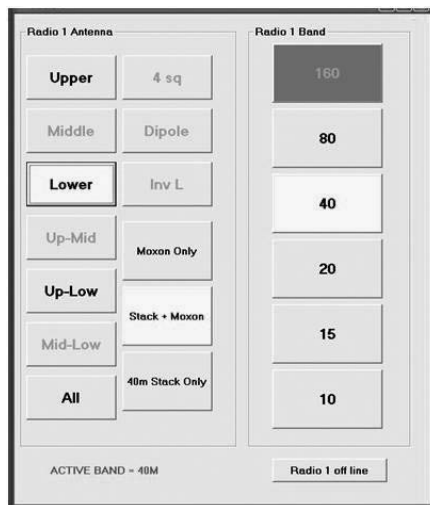 Radio 1 Antenna
Upper
4 sq
Middle
Dipole
Lower
Inv L
Up-Mid
Moxon Only
Up-Low
Stack + Moxon
Mid-Low
40m Stack Only
All
Radio 1 Band
160
80
40
20
15
10
ACTIVE BAND = 40M
Radio 1 off line